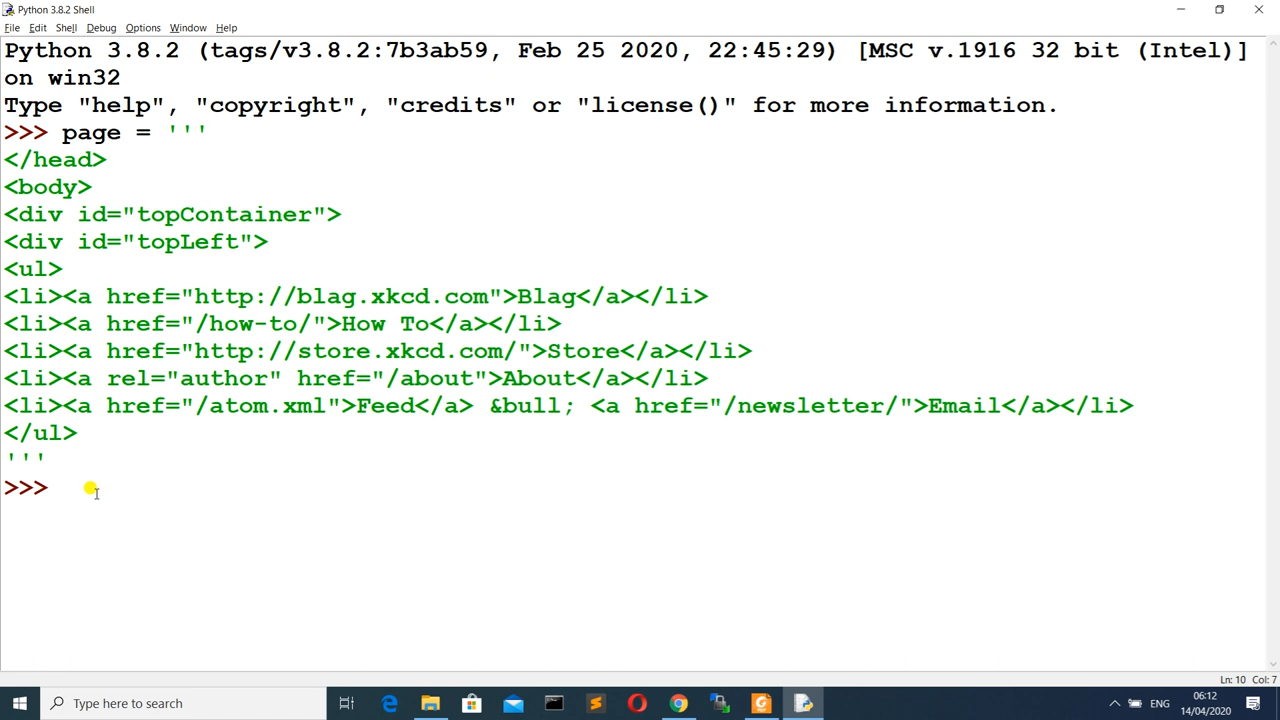 Python 3.8.2 Shell
File Edit Shell Debug Options Window Help
Python 3.8.2 (tags/v3.8.2:7b3ab59, Feb 25 2020, 22:45:29) [MSC v.1916 32 bit (Intel)]
on win32
Type "help", "copyright", "credits" or "license()" for more information.
>>> page = '''
</head>
<body>
<div id="topContainer">
<div id="topLeft">
<ul>
<li><a href="http://blag.xkcd.com">Blag</a></li>
<li><a href="/how-to/">How To</a></li>
<li><a href="http://store.xkcd.com/">Store</a></li>
<li><a rel="author" href="/about">About</a></li>
<li><a href="/atom.xml">Feed</a> &bull; <a href="/newsletter/">Email</a></li>
</ul>
'''
>>>
Ln: 10 Col: 7
Type here to search
ENG
06:12
14/04/2020